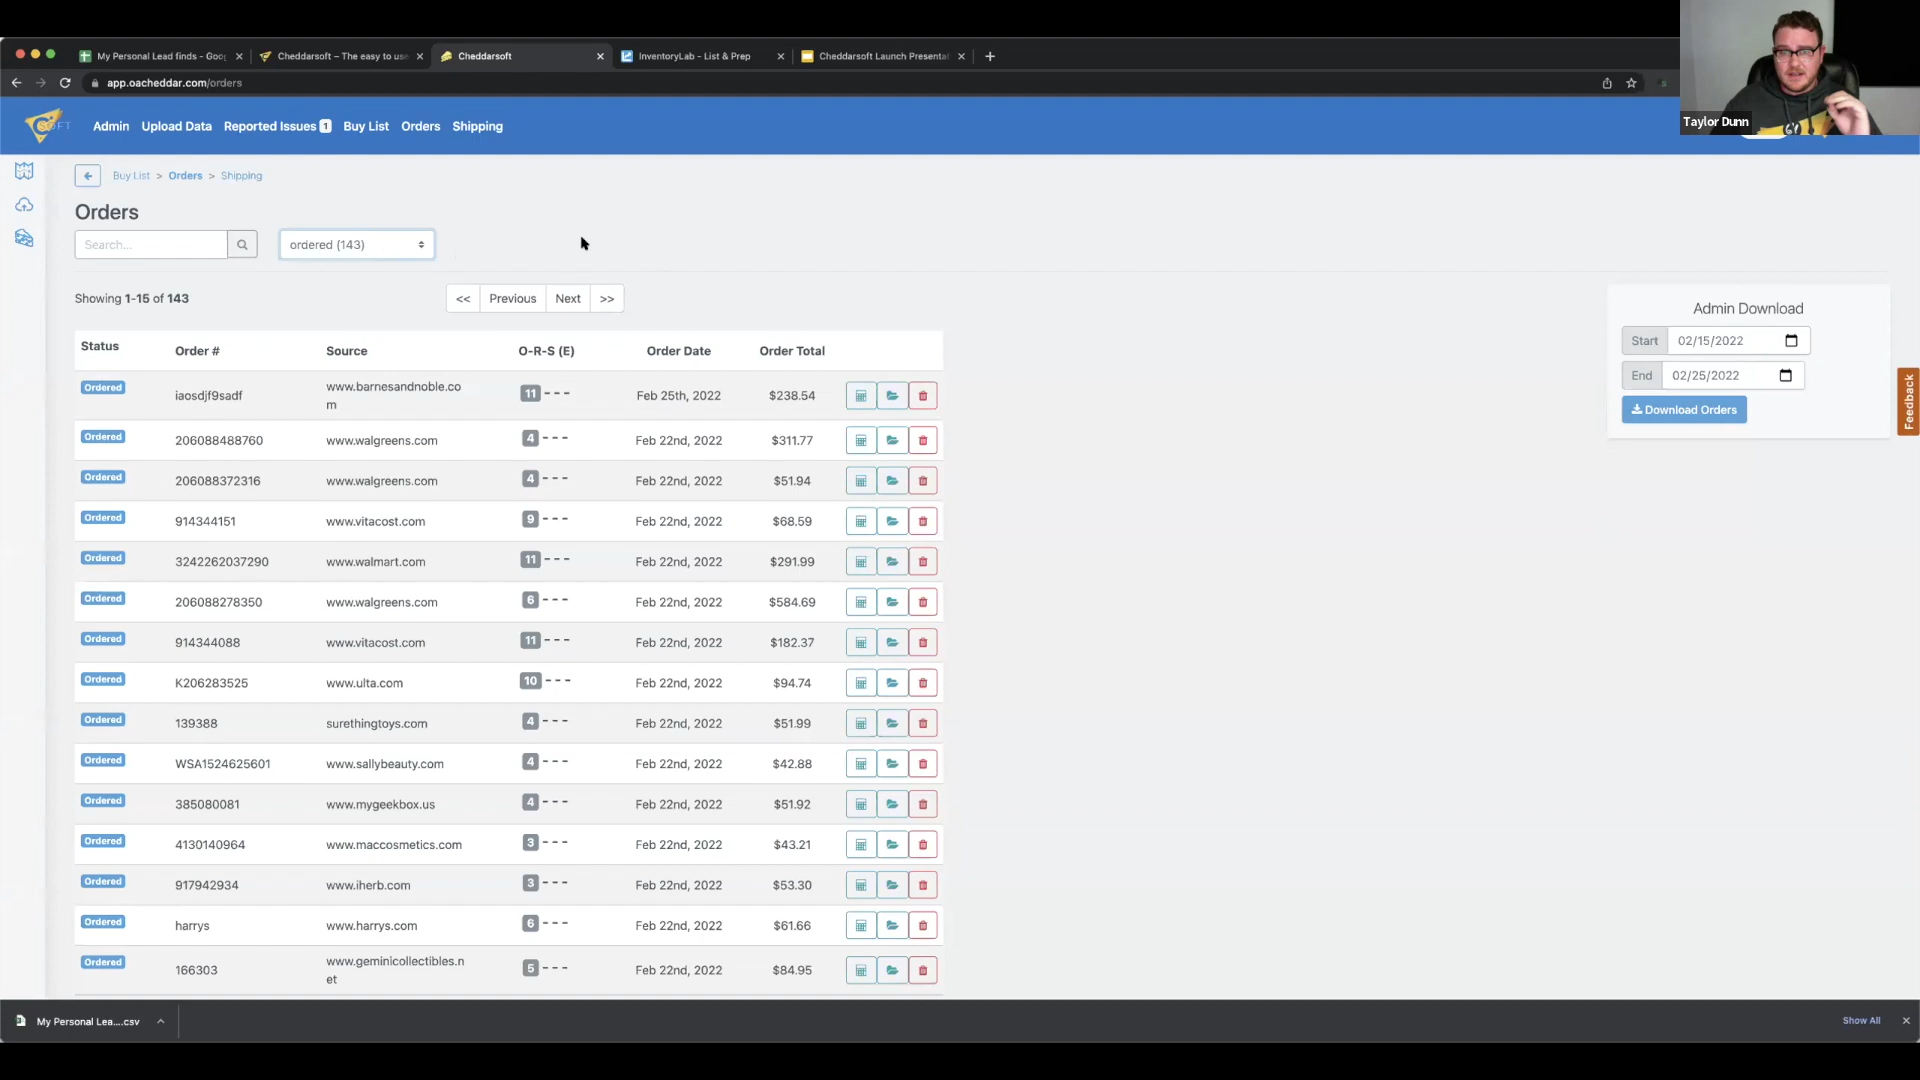 My Personal Lead finds - Goog
Cheddarsoft – The easy to use
Cheddarsoft
InventoryLab - List & Prep
Cheddarsoft Launch Presentat
app.oacheddar.com/orders
Taylor Dunn
Admin Upload Data Reported Issues 1 Buy List Orders Shipping
Buy List > Orders > Shipping
Orders
Search...
ordered (143)
Showing 1-15 of 143
<< Previous Next >>
Admin Download
Start 02/15/2022
End 02/25/2022
Download Orders
Feedback
Status Order # Source O-R-S (E) Order Date Order Total
Ordered iaosdjf9sadf www.barnesandnoble.co 11 - - - Feb 25th, 2022 $238.54
m
Ordered 206088488760 www.walgreens.com 4 - - - Feb 22nd, 2022 $311.77
Ordered 206088372316 www.walgreens.com 4 - - - Feb 22nd, 2022 $51.94
Ordered 914344151 www.vitacost.com 9 - - - Feb 22nd, 2022 $68.59
Ordered 3242262037290 www.walmart.com 11 - - - Feb 22nd, 2022 $291.99
Ordered 206088278350 www.walgreens.com 6 - - - Feb 22nd, 2022 $584.69
Ordered 914344088 www.vitacost.com 11 - - - Feb 22nd, 2022 $182.37
Ordered K206283525 www.ulta.com 10 - - - Feb 22nd, 2022 $94.74
Ordered 139388 surethingtoys.com 4 - - - Feb 22nd, 2022 $51.99
Ordered WSA1524625601 www.sallybeauty.com 4 - - - Feb 22nd, 2022 $42.88
Ordered 385080081 www.mygeekbox.us 4 - - - Feb 22nd, 2022 $51.92
Ordered 4130140964 www.maccosmetics.com 3 - - - Feb 22nd, 2022 $43.21
Ordered 917942934 www.iherb.com 3 - - - Feb 22nd, 2022 $53.30
Ordered harrys www.harrys.com 6 - - - Feb 22nd, 2022 $61.66
Ordered 166303 www.geminicollectibles.n 5 - - - Feb 22nd, 2022 $84.95
et
My Personal Lea....csv
Show All